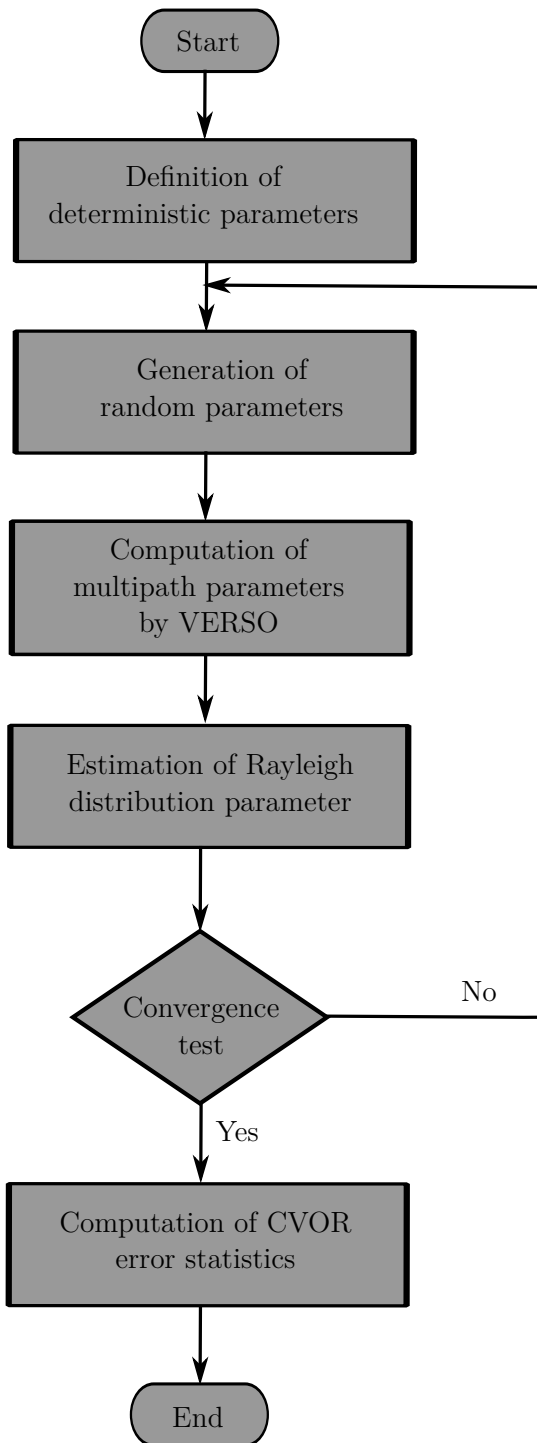 Start
Definition of
deterministic parameters
Generation of
random parameters
Computation of
multipath parameters
by VERSO
Estimation of Rayleigh
distribution parameter
Convergence
test
No
Yes
Computation of CVOR
error statistics
End